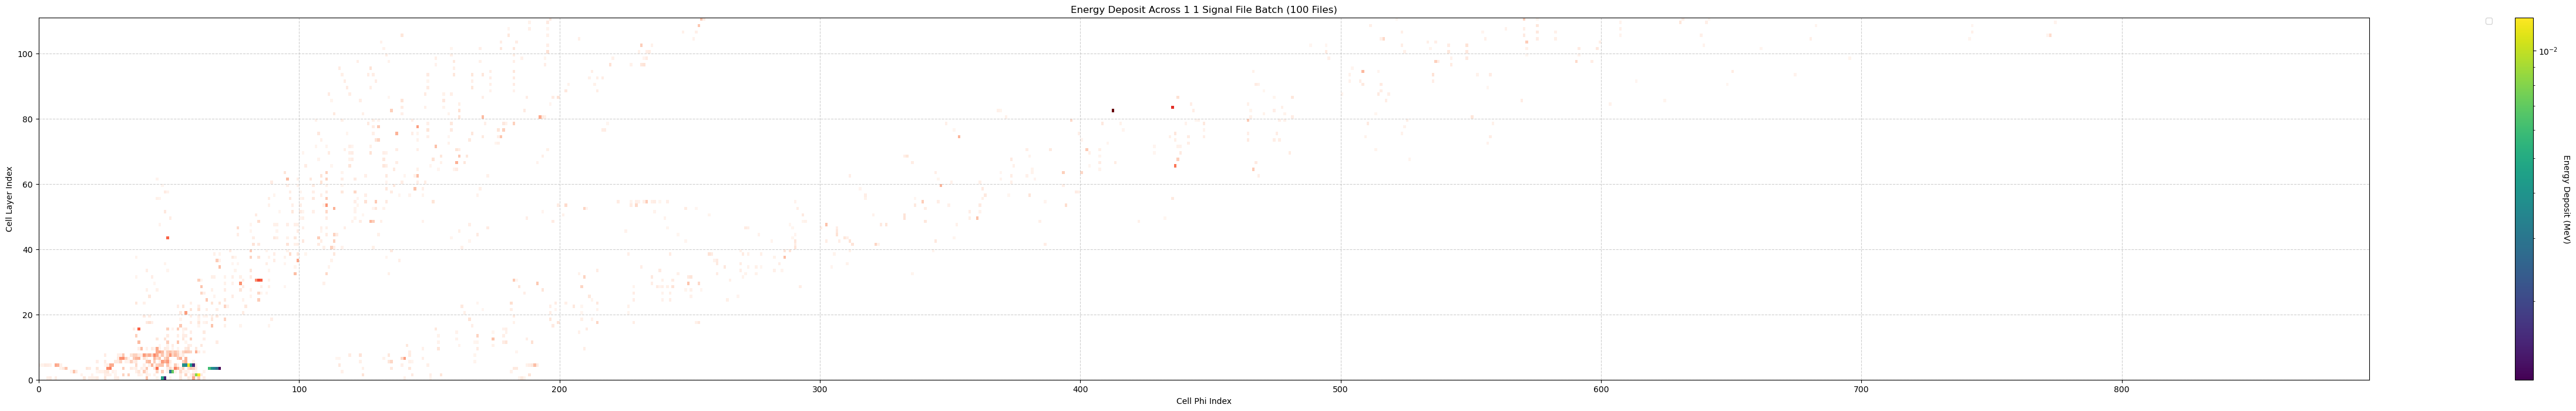 Energy Deposit Across 1 1 Signal File Batch (100 Files)
100
80
60
40
20
0
Cell Layer Index
0 100 200 300 400 500 600 700 800
Cell Phi Index
10⁻²
Energy Deposit (MeV)